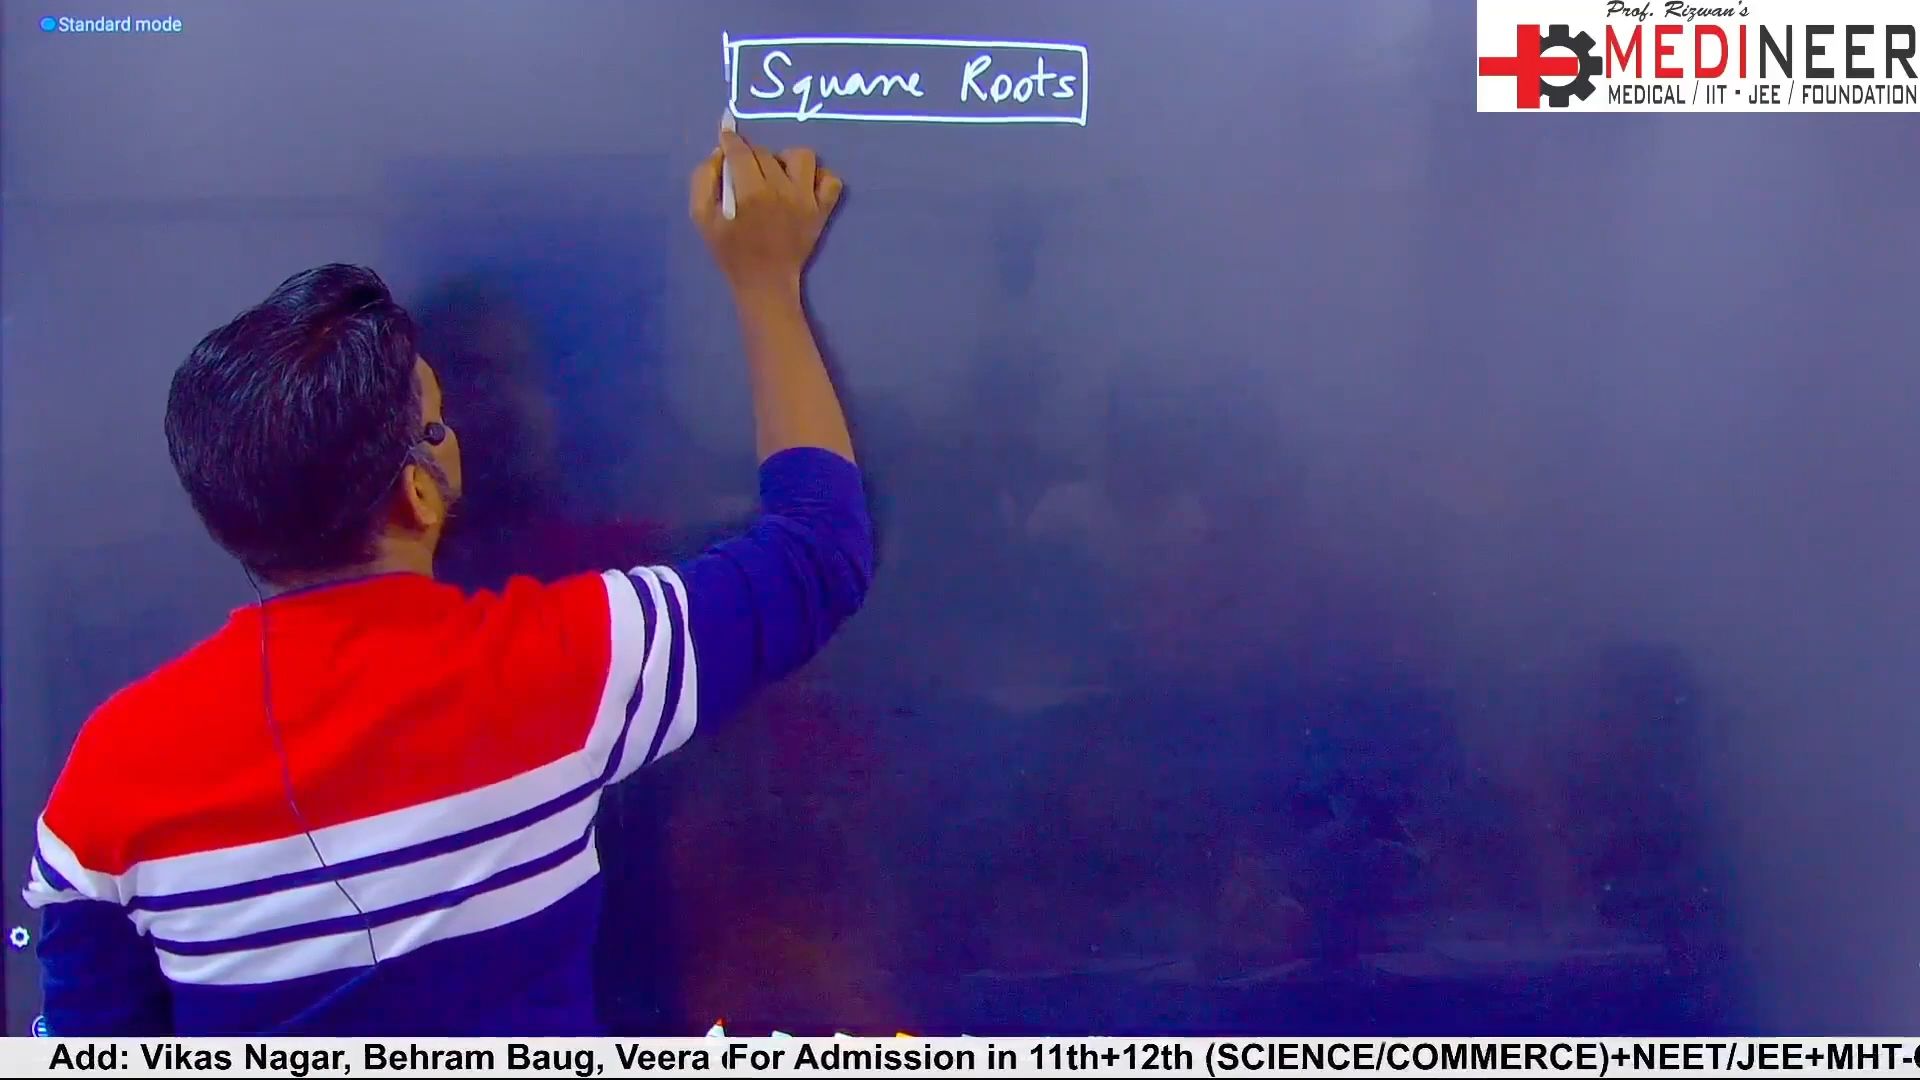 Standard mode
Square Roots
Prof. Rizwan's
MEDINEER
MEDICAL / IIT - JEE / FOUNDATION
Add: Vikas Nagar, Behram Baug, Veera For Admission in 11th+12th (SCIENCE/COMMERCE)+NEET/JEE+MHT-